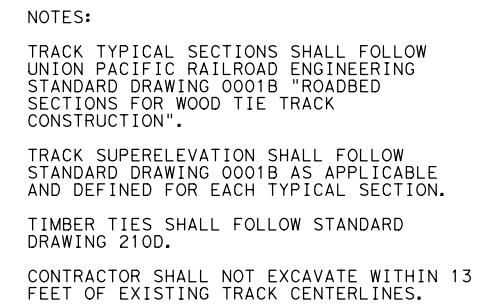 NOTES:
TRACK TYPICAL SECTIONS SHALL FOLLOW
UNION PACIFIC RAILROAD ENGINEERING
STANDARD DRAWING 0001B "ROADBED
SECTIONS FOR WOOD TIE TRACK
CONSTRUCTION".
TRACK SUPERELEVATION SHALL FOLLOW
STANDARD DRAWING 0001B AS APPLICABLE
AND DEFINED FOR EACH TYPICAL SECTION.
TIMBER TIES SHALL FOLLOW STANDARD
DRAWING 210D.
CONTRACTOR SHALL NOT EXCAVATE WITHIN 13
FEET OF EXISTING TRACK CENTERLINES.